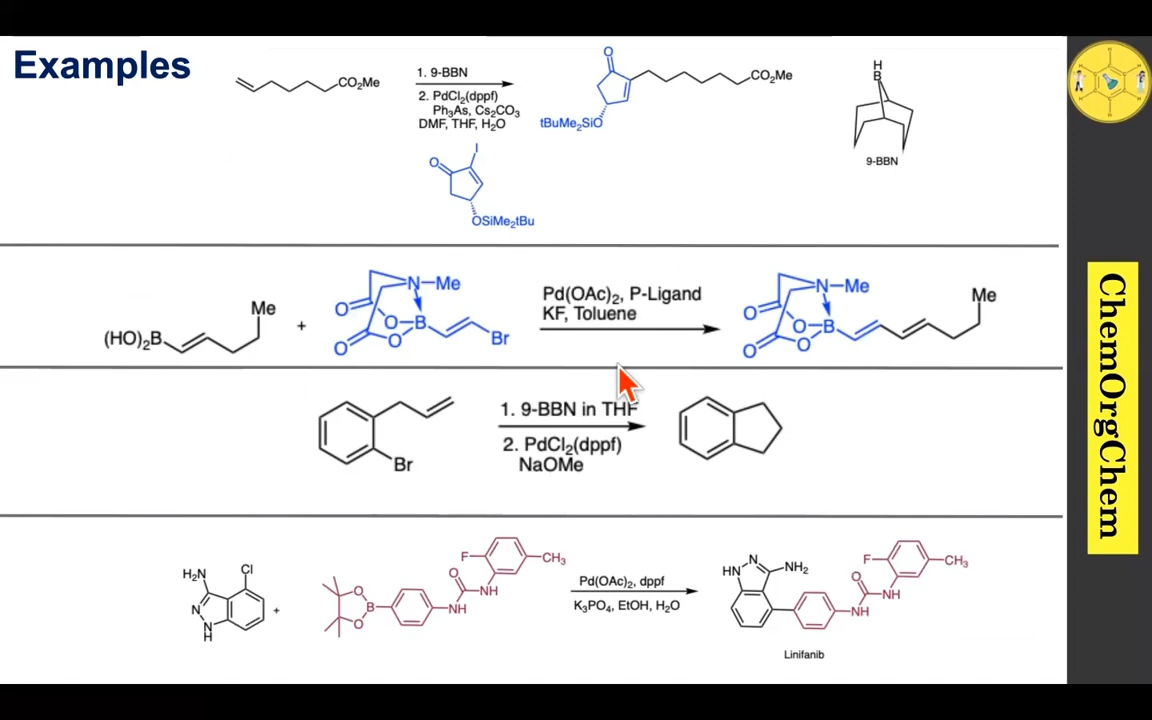 Examples
CO₂Me
1. 9-BBN
2. PdCl₂(dppf)
Ph₃As, Cs₂CO₃
DMF, THF, H₂O
O
I
OSiMe₂tBu
O
CO₂Me
tBuMe₂SiO
H
B
9-BBN
(HO)₂B
Me
+
N—Me
O
O
B
O
O
Br
Pd(OAc)₂, P-Ligand
KF, Toluene
N—Me
O
O
B
O
O
Me
Br
1. 9-BBN in THF
2. PdCl₂(dppf)
NaOMe
H₂N
Cl
N
N
H
+
O
B
O
NH
O
NH
F
CH₃
Pd(OAc)₂, dppf
K₃PO₄, EtOH, H₂O
HN
N
NH₂
NH
O
NH
F
CH₃
Linifanib
ChemOrgChem